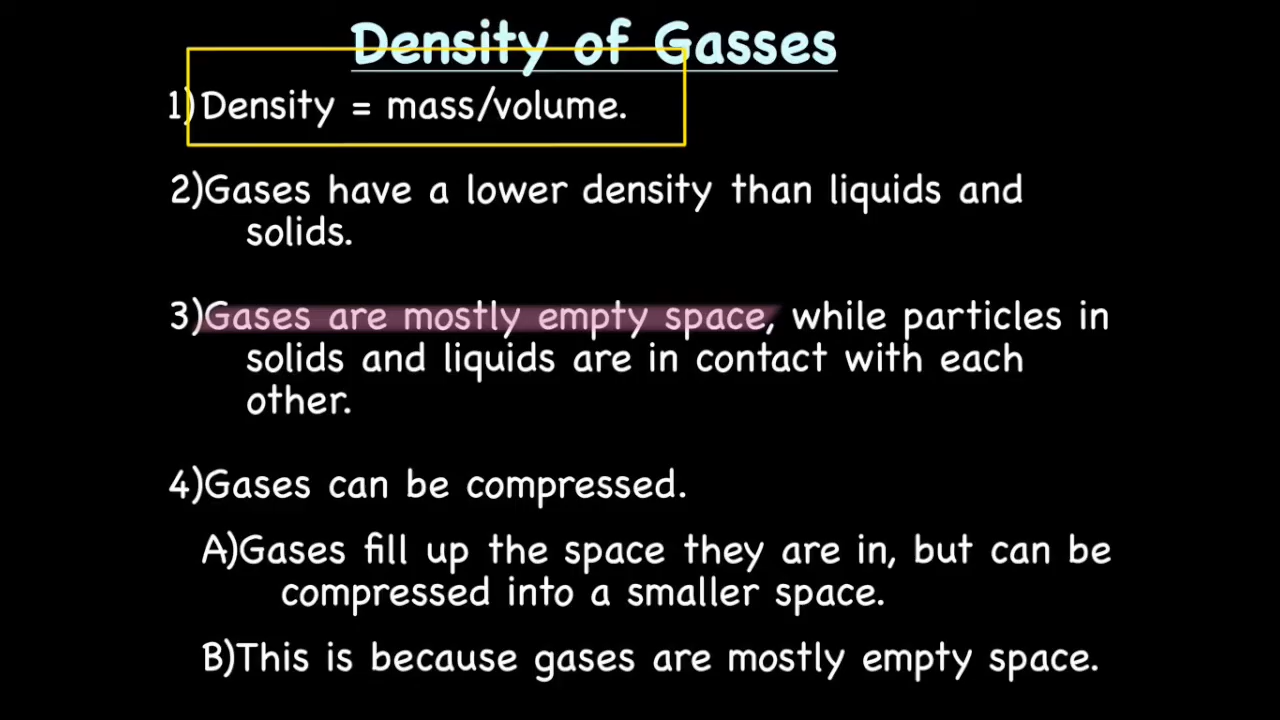 Density of Gasses
1) Density = mass/volume.
2)Gases have a lower density than liquids and
solids.
3)Gases are mostly empty space, while particles in
solids and liquids are in contact with each
other.
4)Gases can be compressed.
A)Gases fill up the space they are in, but can be
compressed into a smaller space.
B)This is because gases are mostly empty space.